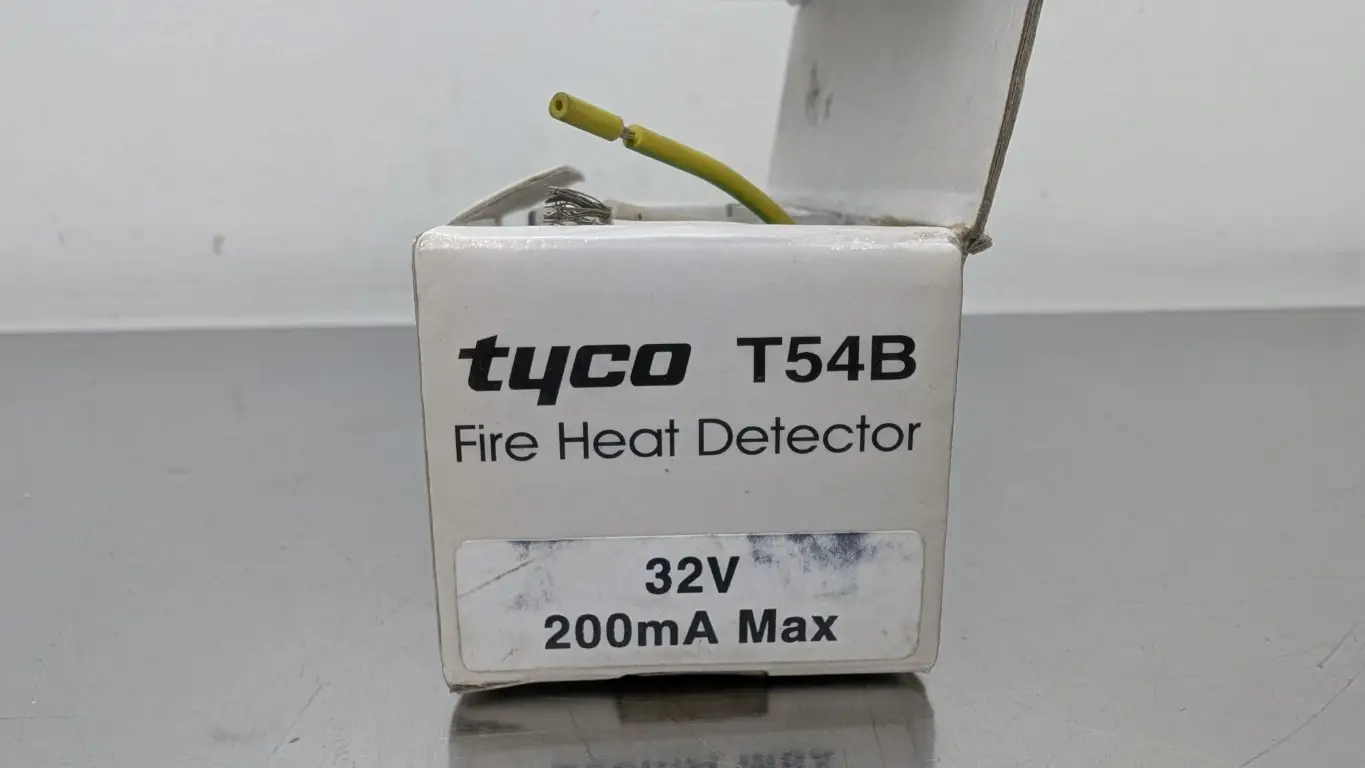 tyco T54B
Fire Heat Detector
32V
200mA Max